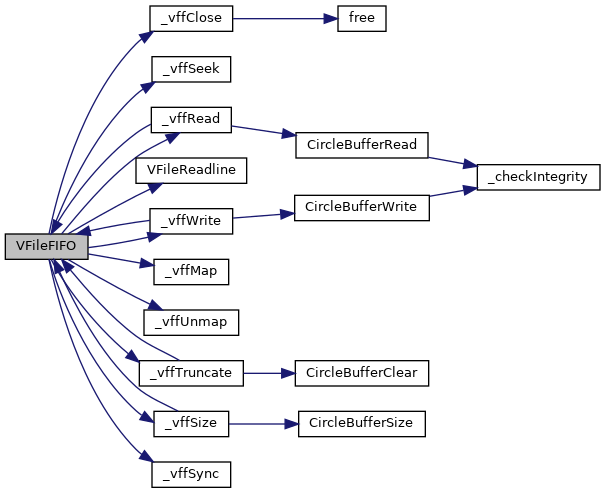 _vffClose
free
_vffSeek
_vffRead
CircleBufferRead
VFileReadline
_checkIntegrity
_vffWrite
CircleBufferWrite
VFileFIFO
_vffMap
_vffUnmap
_vffTruncate
CircleBufferClear
_vffSize
CircleBufferSize
_vffSync